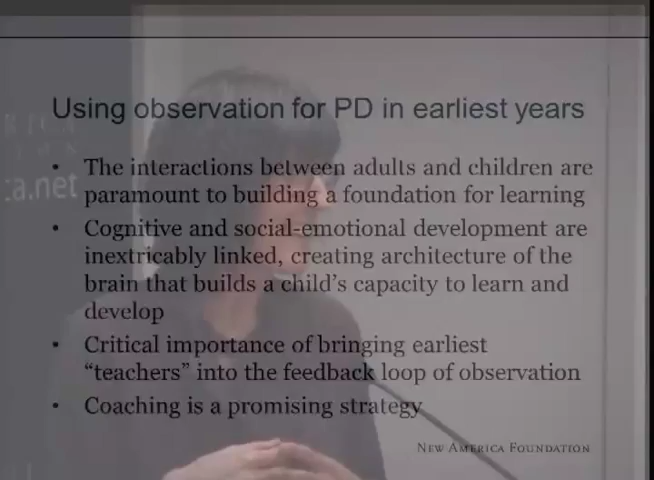 Using observation for PD in earliest years
• The interactions between adults and children are
paramount to building a foundation for learning
• Cognitive and social-emotional development are
inextricably linked, creating architecture of the
brain that builds a child's capacity to learn and
develop
• Critical importance of bringing earliest
"teachers" into the feedback loop of observation
• Coaching is a promising strategy
NEW AMERICA FOUNDATION
a.net